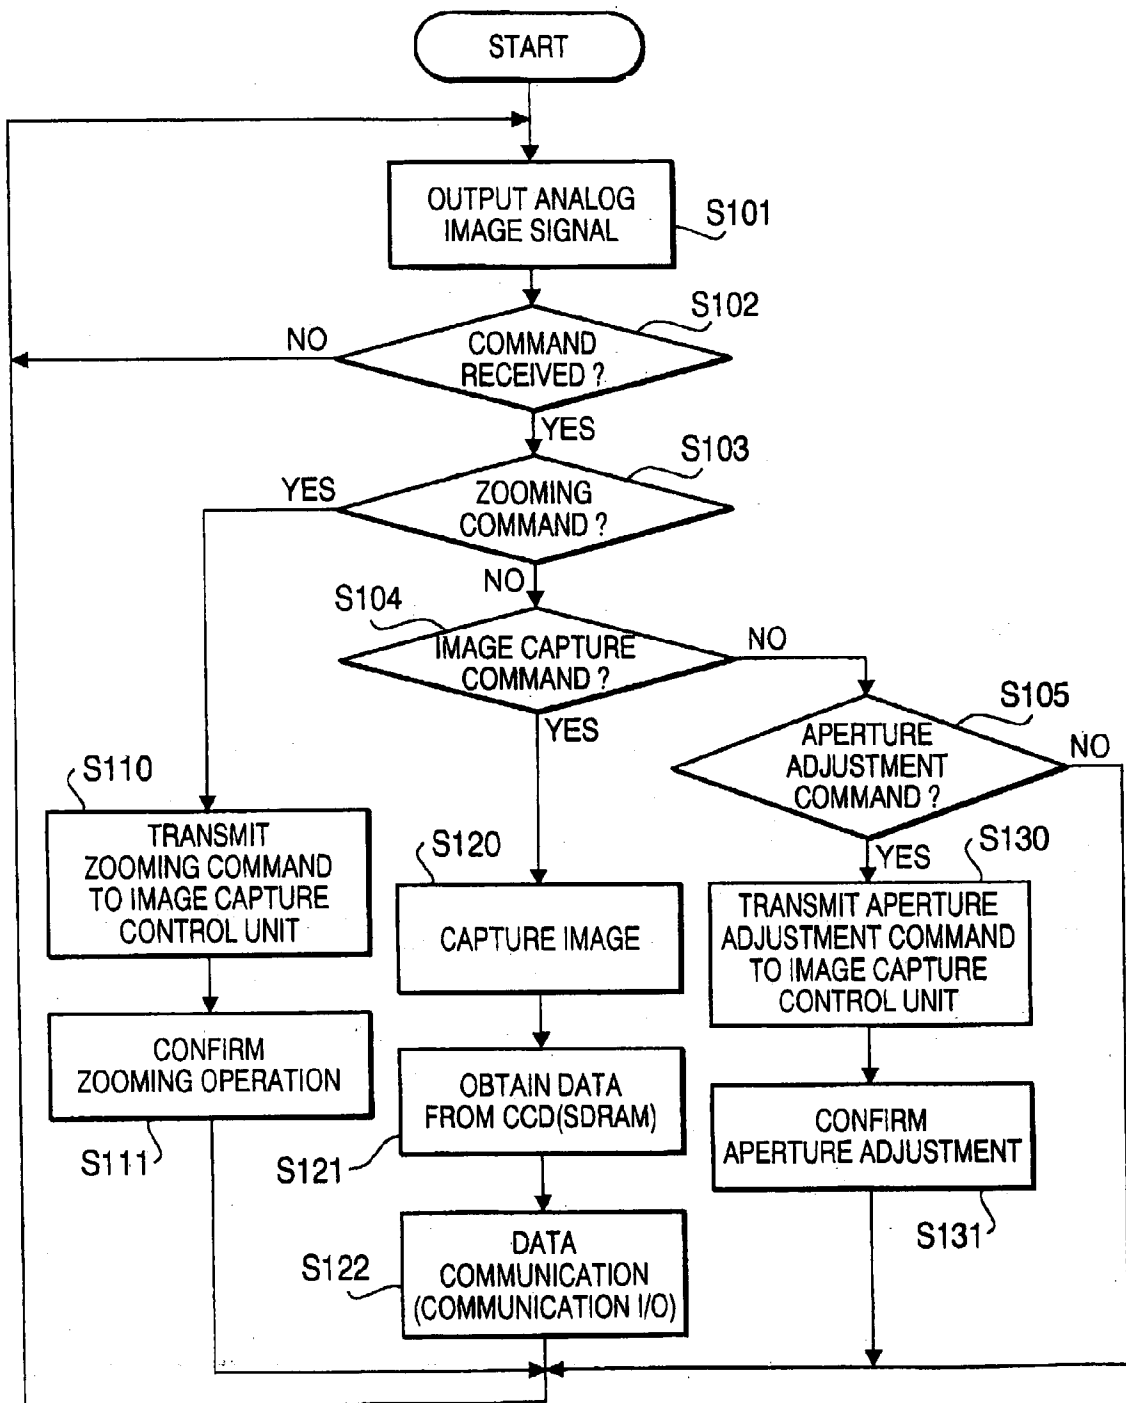 START
OUTPUT ANALOG
IMAGE SIGNAL
S101
S102
NO
COMMAND
RECEIVED ?
YES
S103
YES
ZOOMING
COMMAND ?
NO
S104
IMAGE CAPTURE
COMMAND ?
NO
YES
S105
APERTURE
ADJUSTMENT
COMMAND ?
NO
YES
S110
TRANSMIT
ZOOMING COMMAND
TO IMAGE CAPTURE
CONTROL UNIT
S120
CAPTURE IMAGE
S130
TRANSMIT APERTURE
ADJUSTMENT COMMAND
TO IMAGE CAPTURE
CONTROL UNIT
CONFIRM
ZOOMING OPERATION
S111
OBTAIN DATA
FROM CCD(SDRAM)
S121
CONFIRM
APERTURE ADJUSTMENT
S131
DATA
COMMUNICATION
(COMMUNICATION I/O)
S122